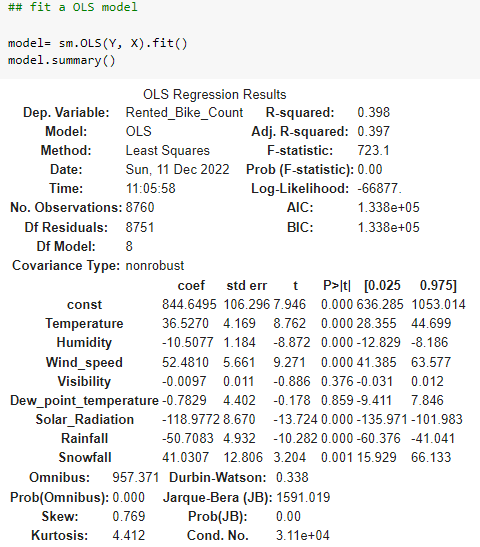 ## fit a OLS model
model= sm.OLS(Y, X).fit()
model.summary()
OLS Regression Results
Dep. Variable: Rented_Bike_Count R-squared: 0.398
Model: OLS Adj. R-squared: 0.397
Method: Least Squares F-statistic: 723.1
Date: Sun, 11 Dec 2022 Prob (F-statistic): 0.00
Time: 11:05:58 Log-Likelihood: -66877.
No. Observations: 8760 AIC: 1.338e+05
Df Residuals: 8751 BIC: 1.338e+05
Df Model: 8
Covariance Type: nonrobust
coef std err t P>|t| [0.025 0.975]
const 844.6495 106.296 7.946 0.000 636.285 1053.014
Temperature 36.5270 4.169 8.762 0.000 28.355 44.699
Humidity -10.5077 1.184 -8.872 0.000 -12.829 -8.186
Wind_speed 52.4810 5.661 9.271 0.000 41.385 63.577
Visibility -0.0097 0.011 -0.886 0.376 -0.031 0.012
Dew_point_temperature -0.7829 4.402 -0.178 0.859 -9.411 7.846
Solar_Radiation -118.9772 8.670 -13.724 0.000 -135.971 -101.983
Rainfall -50.7083 4.932 -10.282 0.000 -60.376 -41.041
Snowfall 41.0307 12.806 3.204 0.001 15.929 66.133
Omnibus: 957.371 Durbin-Watson: 0.338
Prob(Omnibus): 0.000 Jarque-Bera (JB): 1591.019
Skew: 0.769 Prob(JB): 0.00
Kurtosis: 4.412 Cond. No. 3.11e+04